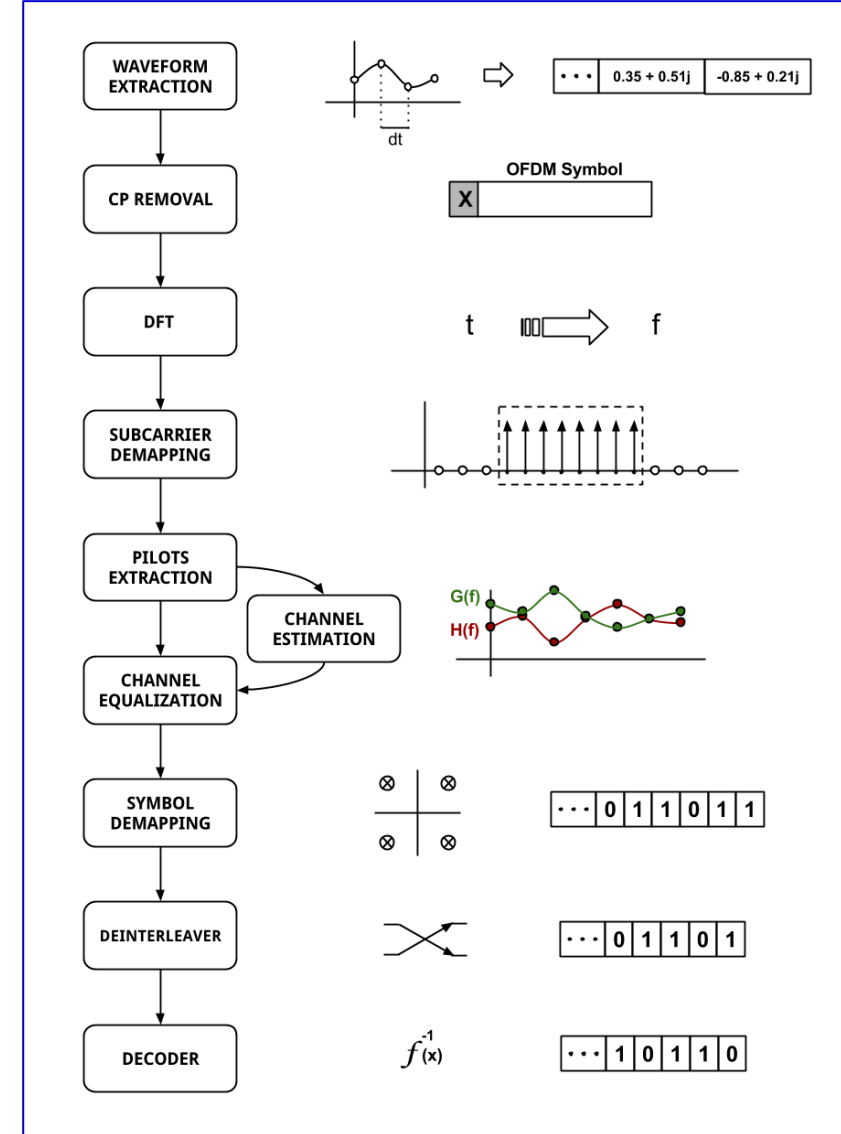 WAVEFORM
EXTRACTION
dt
• • • 0.35 + 0.51j -0.85 + 0.21j
CP REMOVAL
OFDM Symbol
X
DFT
t f
SUBCARRIER
DEMAPPING
PILOTS
EXTRACTION
CHANNEL
ESTIMATION
G(f)
H(f)
CHANNEL
EQUALIZATION
SYMBOL
DEMAPPING
• • • 0 1 1 0 1 1
DEINTERLEAVER
• • • 0 1 1 0 1
DECODER
f⁻¹(x)
• • • 1 0 1 1 0